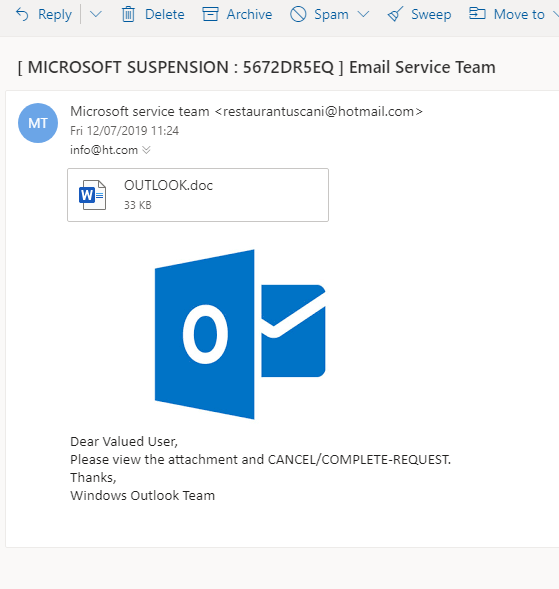 Reply Delete Archive Spam Sweep Move to
[ MICROSOFT SUSPENSION : 5672DR5EQ ] Email Service Team
MT
Microsoft service team <restaurantuscani@hotmail.com>
Fri 12/07/2019 11:24
info@ht.com
W
OUTLOOK.doc
33 KB
O
Dear Valued User,
Please view the attachment and CANCEL/COMPLETE-REQUEST.
Thanks,
Windows Outlook Team